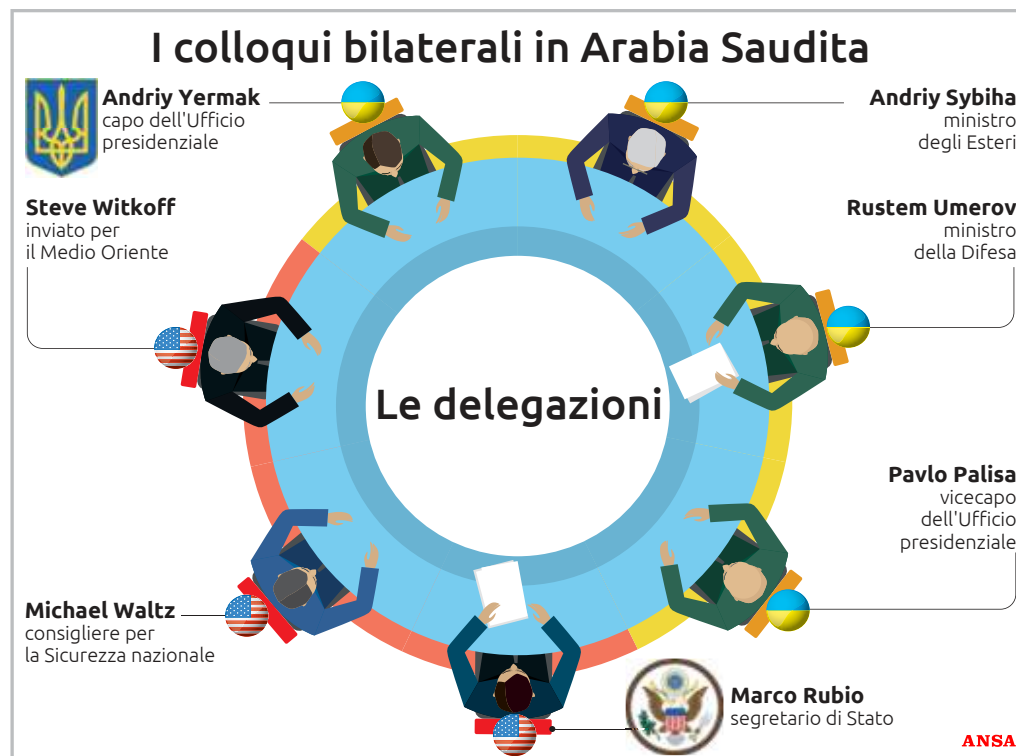 I colloqui bilaterali in Arabia Saudita
Andriy Yermak
capo dell'Ufficio
presidenziale
Andriy Sybiha
ministro
degli Esteri
Steve Witkoff
inviato per
il Medio Oriente
Rustem Umerov
ministro
della Difesa
Le delegazioni
Pavlo Palisa
vicecapo
dell'Ufficio
presidenziale
Michael Waltz
consigliere per
la Sicurezza nazionale
Marco Rubio
segretario di Stato
ANSA